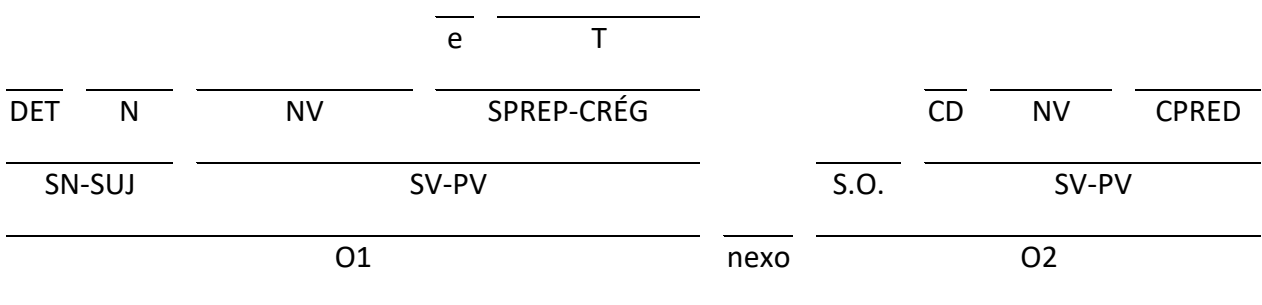 e T
DET N NV SPREP-CRÉG CD NV CPRED
SN-SUJ SV-PV S.O. SV-PV
O1 nexo O2